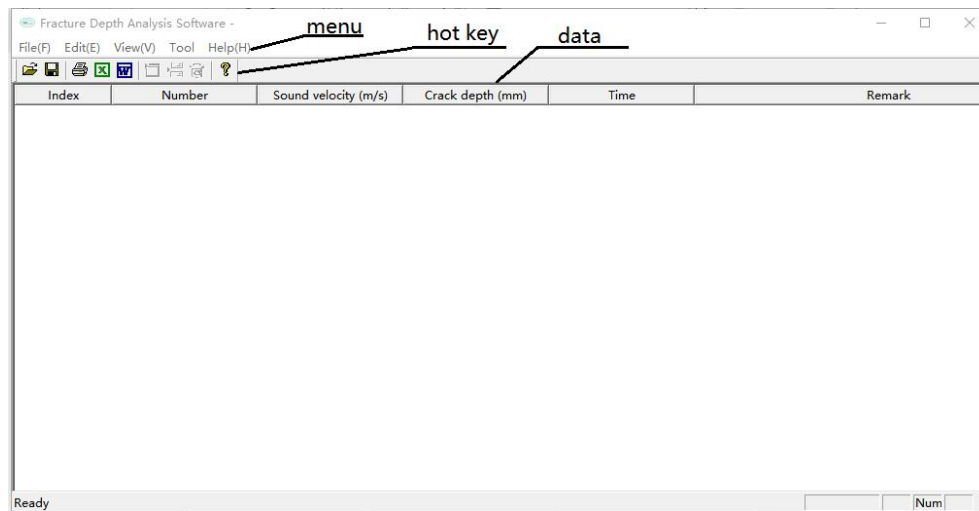 Fracture Depth Analysis Software -
menu
hot key
data
File(F) Edit(E) View(V) Tool Help(H)
Index Number Sound velocity (m/s) Crack depth (mm) Time Remark
Ready Num